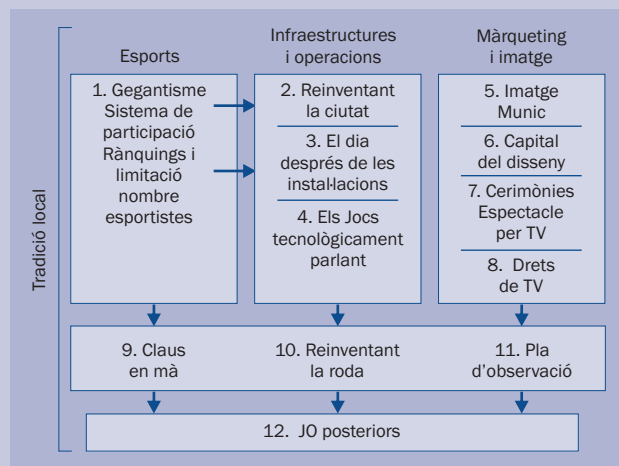 Tradició local
Esports
1. Gegantisme
Sistema de
participació
Rànquings i
limitació
nombre
esportistes
Infraestructures
i operacions
2. Reinventant
la ciutat
3. El dia
després de les
instal·lacions
4. Els Jocs
tecnològicament
parlant
Màrqueting
i imatge
5. Imatge
Munic
6. Capital
del disseny
7. Cerimònies
Espectacle
per TV
8. Drets
de TV
9. Claus
en mà
10. Reinventant
la roda
11. Pla
d'observació
12. JO posteriors